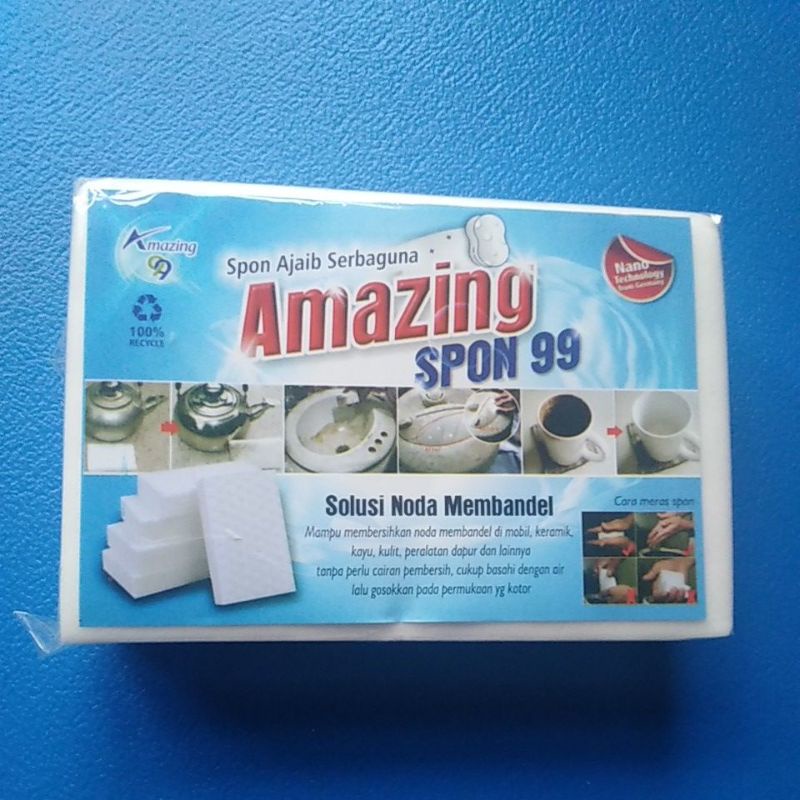 Amazing
99
100%
RECYCLE
Spon Ajaib Serbaguna
Amazing
SPON 99
Nano
Technology
from Germany
Solusi Noda Membandel
Mampu membersihkan noda membandel di mobil, keramik,
kayu, kulit, peralatan dapur dan lainnya
tanpa perlu cairan pembersih, cukup basahi dengan air
lalu gosokkan pada permukaan yg kotor
Cara meras spon